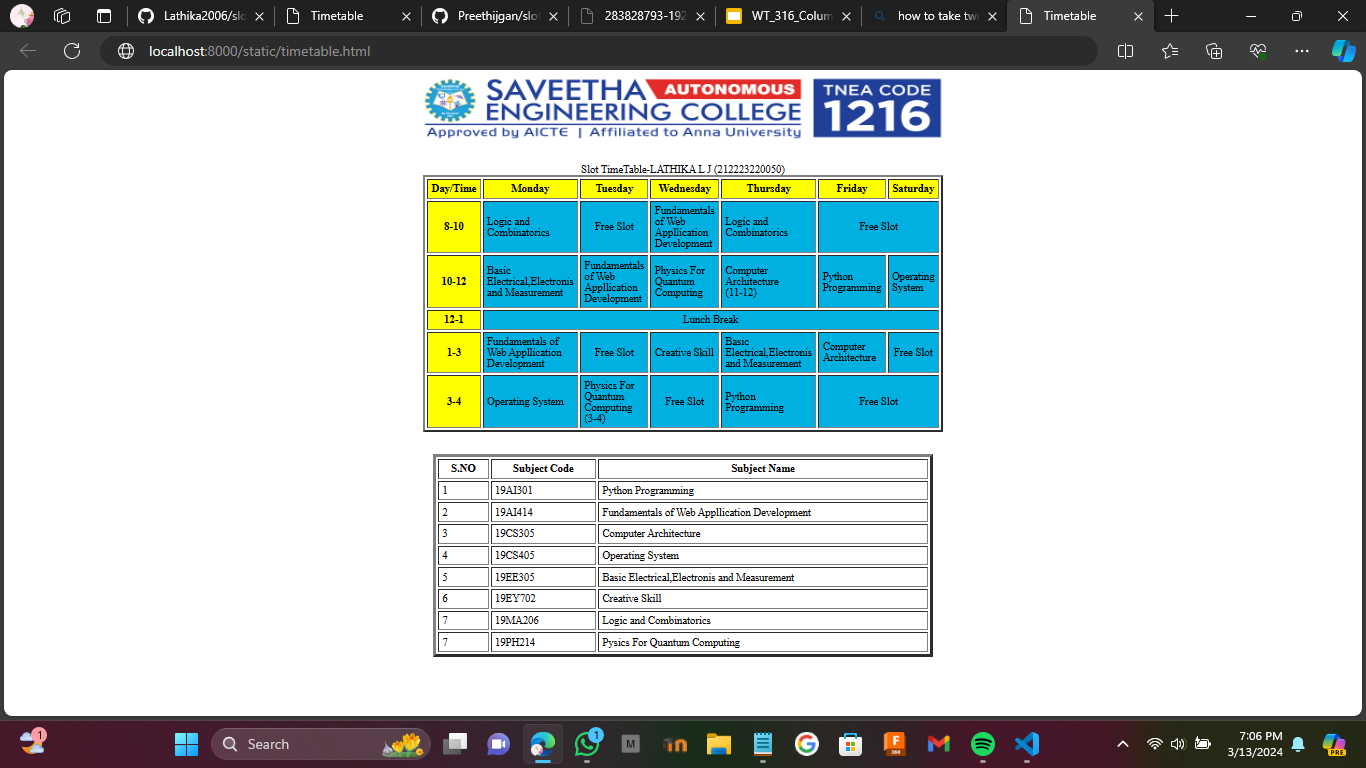 Lathika2006/slo
Timetable
Preethijgan/slot
283828793-192
WT_316_Colum
how to take two
Timetable
localhost:8000/static/timetable.html
SAVEETHA AUTONOMOUS
ENGINEERING COLLEGE
Approved by AICTE | Affiliated to Anna University
TNEA CODE
1216
Slot TimeTable-LATHIKA L J (212223220050)
Day/Time Monday Tuesday Wednesday Thursday Friday Saturday
8-10
Logic and
Combinatorics
Free Slot
Fundamentals
of Web
Appllication
Development
Logic and
Combinatorics
Free Slot
10-12
Basic
Electrical,Electronis
and Measurement
Fundamentals
of Web
Appllication
Development
Physics For
Quantum
Computing
Computer
Architecture
(11-12)
Python
Programming
Operating
System
12-1 Lunch Break
1-3
Fundamentals of
Web Appllication
Development
Free Slot
Creative Skill
Basic
Electrical,Electronis
and Measurement
Computer
Architecture
Free Slot
3-4
Operating System
Physics For
Quantum
Computing
(3-4)
Free Slot
Python
Programming
Free Slot
S.NO Subject Code Subject Name
1 19AI301 Python Programming
2 19AI414 Fundamentals of Web Appllication Development
3 19CS305 Computer Architecture
4 19CS405 Operating System
5 19EE305 Basic Electrical,Electronis and Measurement
6 19EY702 Creative Skill
7 19MA206 Logic and Combinatorics
7 19PH214 Pysics For Quantum Computing
1
Search
1
M
F
360
7:06 PM
3/13/2024
PRE